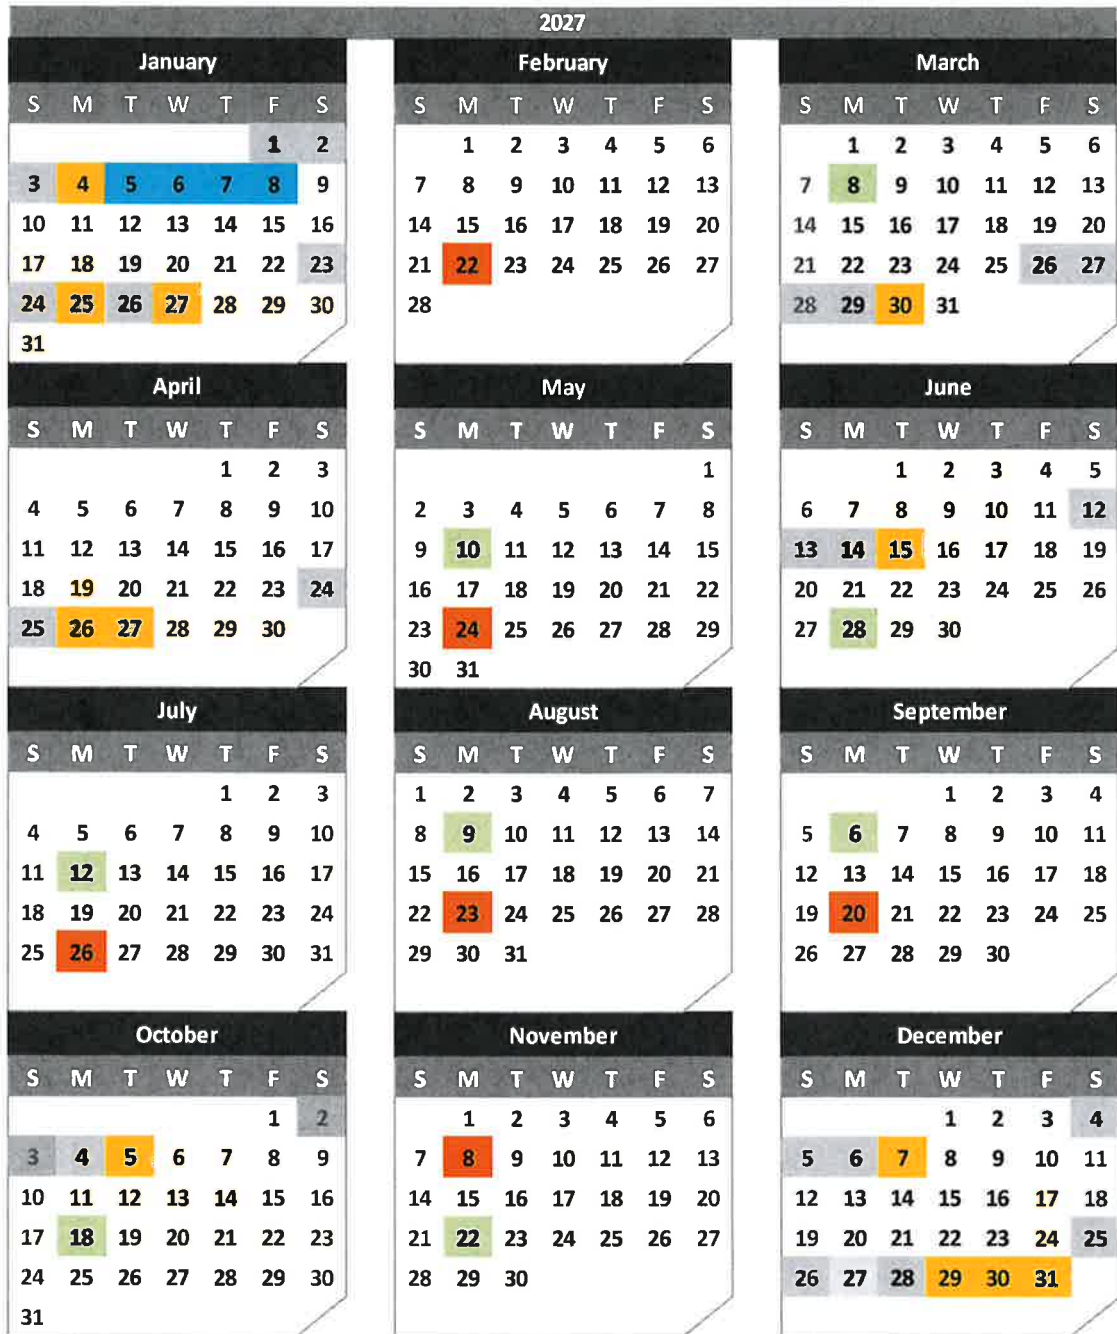 2027
January February March
S M T W T F S S M T W T F S S M T W T F S
1 2 1 2 3 4 5 6 1 2 3 4 5 6
3 4 5 6 7 8 9 7 8 9 10 11 12 13 7 8 9 10 11 12 13
10 11 12 13 14 15 16 14 15 16 17 18 19 20 14 15 16 17 18 19 20
17 18 19 20 21 22 23 21 22 23 24 25 26 27 21 22 23 24 25 26 27
24 25 26 27 28 29 30 28 28 29 30 31
31
April May June
S M T W T F S S M T W T F S S M T W T F S
1 2 3 1 1 2 3 4 5
4 5 6 7 8 9 10 2 3 4 5 6 7 8 6 7 8 9 10 11 12
11 12 13 14 15 16 17 9 10 11 12 13 14 15 13 14 15 16 17 18 19
18 19 20 21 22 23 24 16 17 18 19 20 21 22 20 21 22 23 24 25 26
25 26 27 28 29 30 23 24 25 26 27 28 29 27 28 29 30
30 31
July August September
S M T W T F S S M T W T F S S M T W T F S
1 2 3 1 2 3 4 5 6 7 1 2 3 4
4 5 6 7 8 9 10 8 9 10 11 12 13 14 5 6 7 8 9 10 11
11 12 13 14 15 16 17 15 16 17 18 19 20 21 12 13 14 15 16 17 18
18 19 20 21 22 23 24 22 23 24 25 26 27 28 19 20 21 22 23 24 25
25 26 27 28 29 30 31 29 30 31 26 27 28 29 30
October November December
S M T W T F S S M T W T F S S M T W T F S
1 2 1 2 3 4 5 6 1 2 3 4
3 4 5 6 7 8 9 7 8 9 10 11 12 13 5 6 7 8 9 10 11
10 11 12 13 14 15 16 14 15 16 17 18 19 20 12 13 14 15 16 17 18
17 18 19 20 21 22 23 21 22 23 24 25 26 27 19 20 21 22 23 24 25
24 25 26 27 28 29 30 28 29 30 26 27 28 29 30 31
31